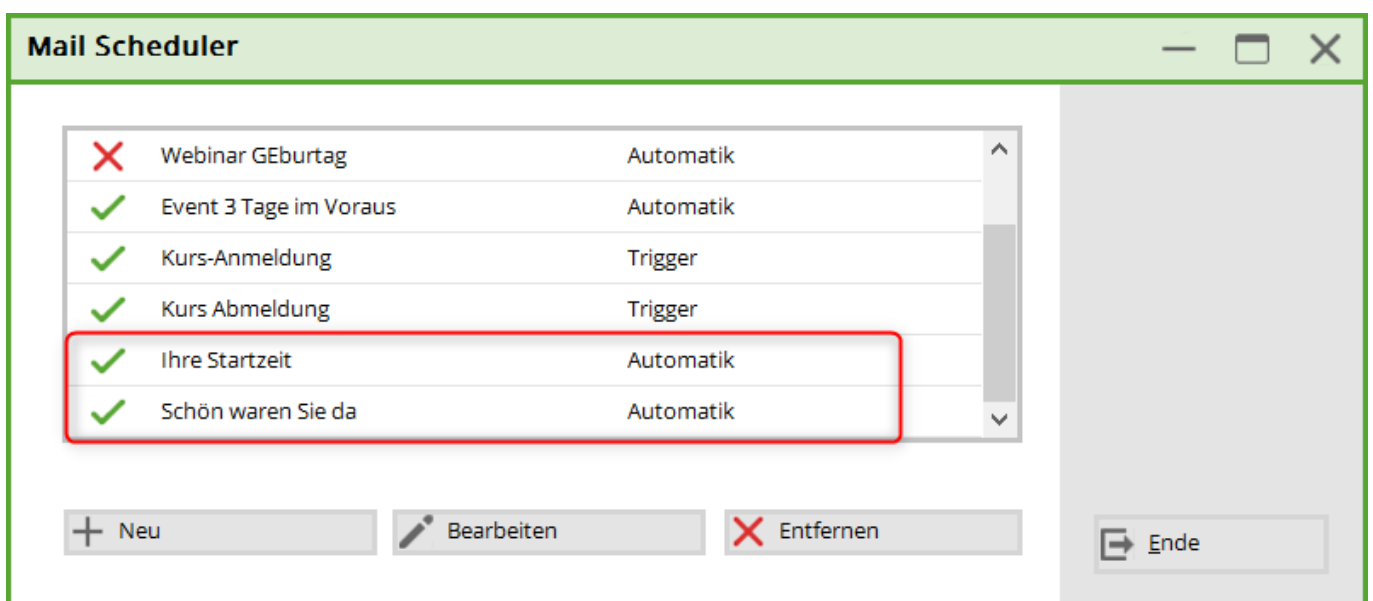 Mail Scheduler
Webinar GEburtag Automatik
Event 3 Tage im Voraus Automatik
Kurs-Anmeldung Trigger
Kurs Abmeldung Trigger
Ihre Startzeit Automatik
Schön waren Sie da Automatik
Neu Bearbeiten Entfernen
Ende